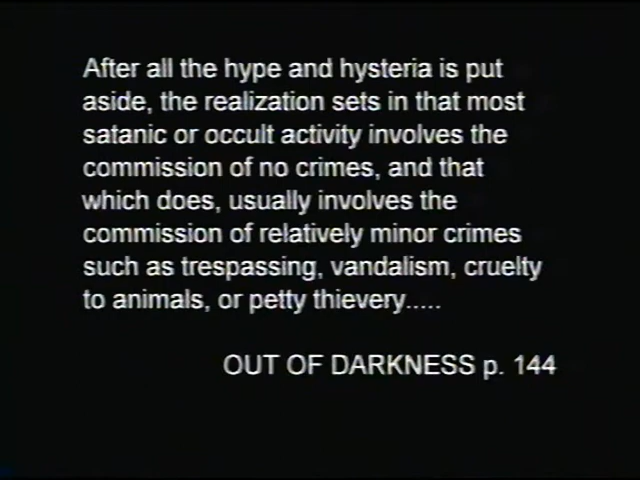 After all the hype and hysteria is put
aside, the realization sets in that most
satanic or occult activity involves the
commission of no crimes, and that
which does, usually involves the
commission of relatively minor crimes
such as trespassing, vandalism, cruelty
to animals, or petty thievery.....
OUT OF DARKNESS p. 144